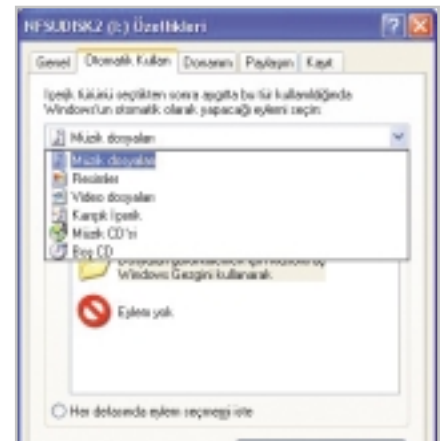 NFSUDISK2 (I:) Özellikleri
Genel Otomatik Kullan Donanım Paylaşım Kayıt
İçerik türünü seçtikten sonra aygıtta bu tür kullanıldığında
Windows'un otomatik olarak yapacağı eylemi seçin:
Müzik dosyaları
Müzik dosyaları
Resimler
Video dosyaları
Karışık İçerik
Müzik CD'si
Boş CD
Windows Gezgini kullanarak.
Eylem yok
Her defasında eylem seçmeyi iste